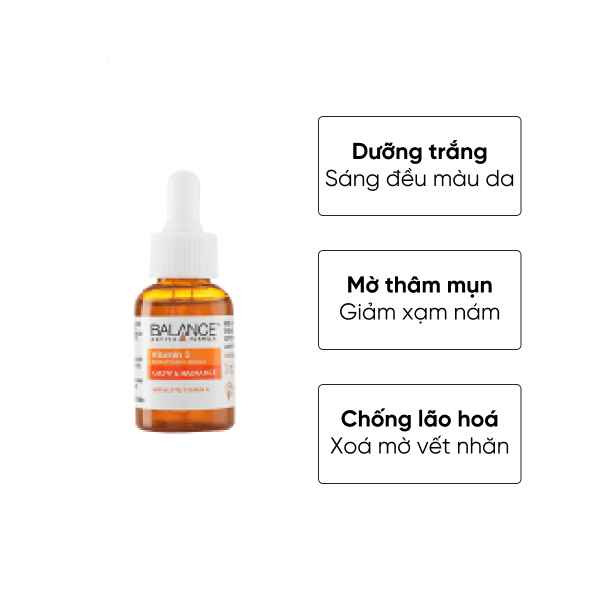 BALANCE
Vitamin C
Dưỡng trắng
Sáng đều màu da
Mờ thâm mụn
Giảm xạm nám
Chống lão hoá
Xoá mờ vết nhăn